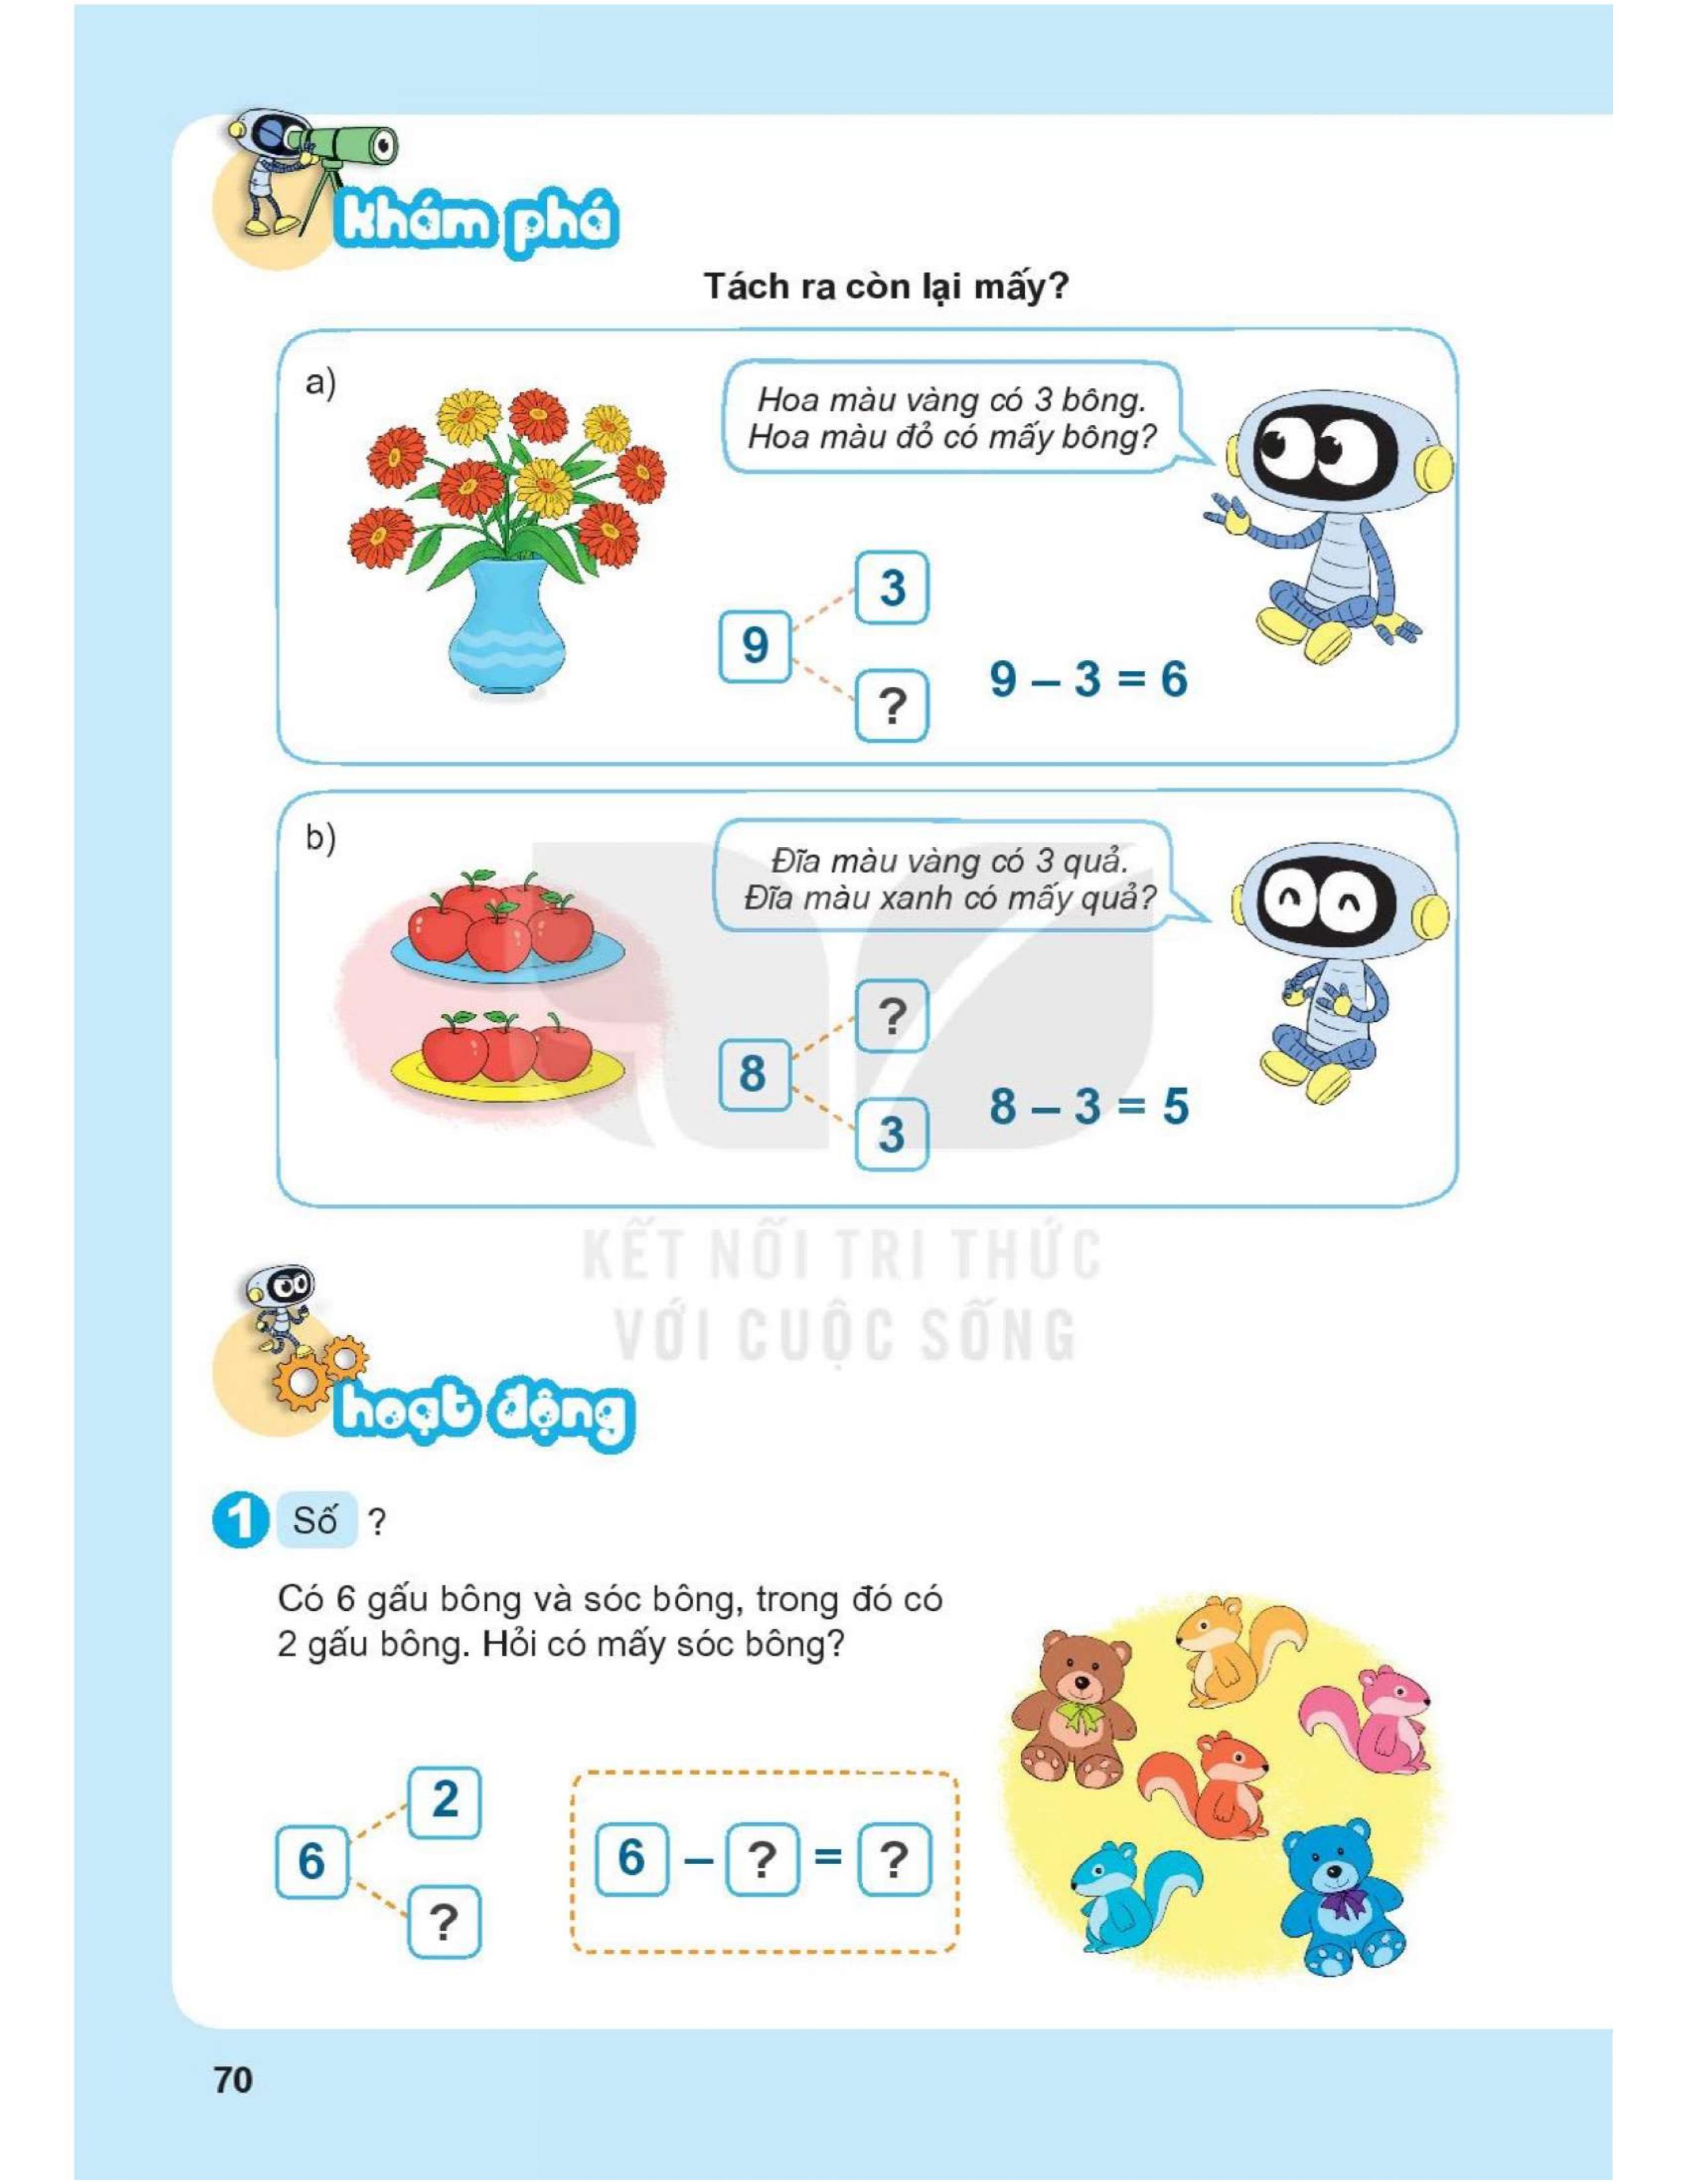 khám phá
Tách ra còn lại mấy?
a)
Hoa màu vàng có 3 bông.
Hoa màu đỏ có mấy bông?
3
9
?
9 – 3 = 6
b)
Đĩa màu vàng có 3 quả.
Đĩa màu xanh có mấy quả?
?
8
3
8 – 3 = 5
KẾT NỐI TRI THỨC
VỚI CUỘC SỐNG
hoạt động
1 Số ?
Có 6 gấu bông và sóc bông, trong đó có
2 gấu bông. Hỏi có mấy sóc bông?
2
6
?
6 – ? = ?
70